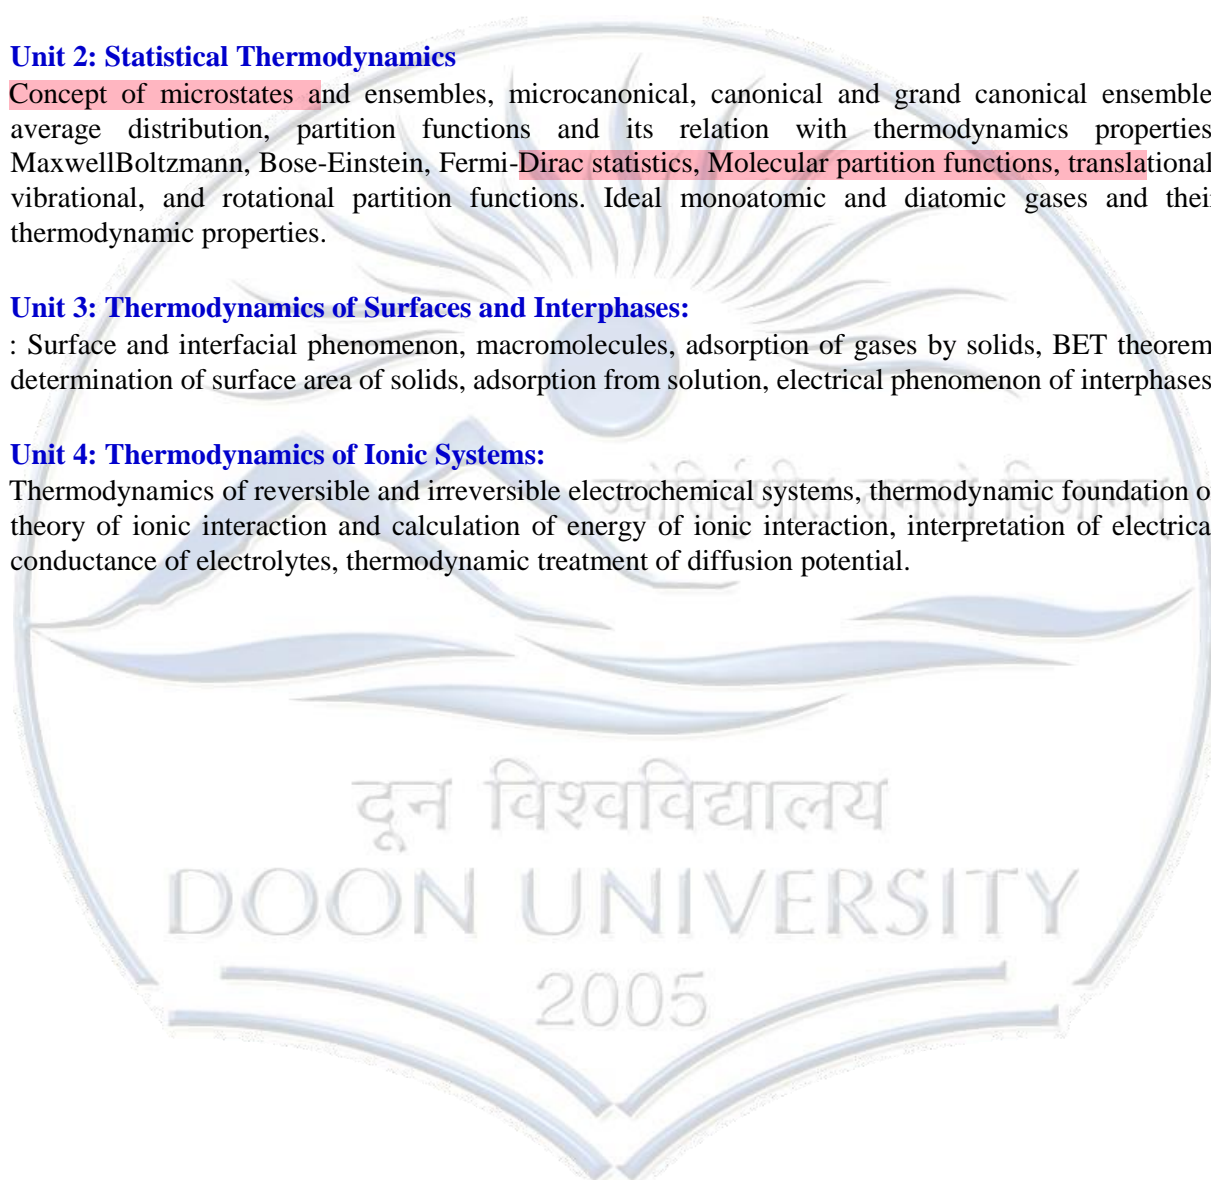 Unit 2: Statistical Thermodynamics
Concept of microstates and ensembles, microcanonical, canonical and grand canonical ensemble
average distribution, partition functions and its relation with thermodynamics properties
MaxwellBoltzmann, Bose-Einstein, Fermi-Dirac statistics, Molecular partition functions, translational
vibrational, and rotational partition functions. Ideal monoatomic and diatomic gases and thei
thermodynamic properties.
Unit 3: Thermodynamics of Surfaces and Interphases:
: Surface and interfacial phenomenon, macromolecules, adsorption of gases by solids, BET theorem
determination of surface area of solids, adsorption from solution, electrical phenomenon of interphases
Unit 4: Thermodynamics of Ionic Systems:
Thermodynamics of reversible and irreversible electrochemical systems, thermodynamic foundation o
theory of ionic interaction and calculation of energy of ionic interaction, interpretation of electrica
conductance of electrolytes, thermodynamic treatment of diffusion potential.
दून विश्वविद्यालय
DOON UNIVERSITY
2005